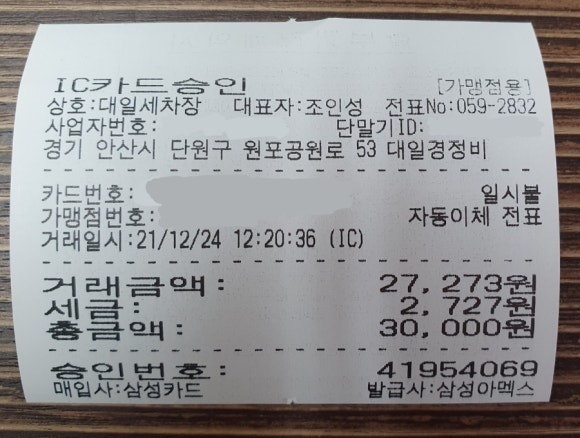 IC카드승인 [가맹점용]
상호:대일세차장 대표자:조인성 전표No:059-2832
사업자번호: 단말기ID:
경기 안산시 단원구 원포공원로 53 대일경정비
카드번호: 일시불
가맹점번호: 자동이체 전표
거래일시:21/12/24 12:20:36 (IC)
거래금액: 27,273원
세금: 2,727원
총금액: 30,000원
승인번호: 41954069
매입사:삼성카드 발급사:삼성아멕스